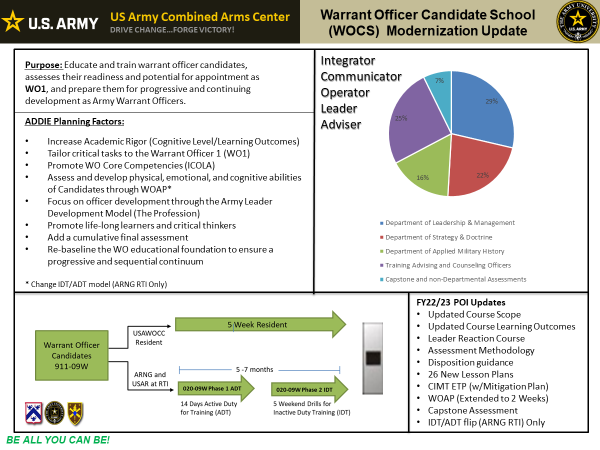 U.S. ARMY
US Army Combined Arms Center
DRIVE CHANGE...FORGE VICTORY!
Warrant Officer Candidate School
(WOCS)  Modernization Update
Purpose: Educate and train warrant officer candidates,
assesses their readiness and potential for appointment as
WO1, and prepare them for progressive and continuing
development as Army Warrant Officers.
ADDIE Planning Factors:
• Increase Academic Rigor (Cognitive Level/Learning Outcomes)
• Tailor critical tasks to the Warrant Officer 1 (WO1)
• Promote WO Core Competencies (ICOLA)
• Assess and develop physical, emotional, and cognitive abilities
of Candidates through WOAP*
• Focus on officer development through the Army Leader
Development Model (The Profession)
• Promote life-long learners and critical thinkers
• Add a cumulative final assessment
• Re-baseline the WO educational foundation to ensure a
progressive and sequential continuum
* Change IDT/ADT model (ARNG RTI Only)
Integrator
Communicator
Operator
Leader
Adviser
7%
16%
Department of Leadership & Management
Department of Strategy & Doctrine
Department of Applied Military History
Training Advising and Counseling Officers
Capstone and non-Departmental Assessments
Warrant Officer
Candidates
911-09W
USAWOCC
Resident
5 Week Resident
ARNG and
USAR at RTI
5 -7 months
020-09W Phase 1 ADT
020-09W Phase 2 IDT
14 Days Active Duty
for Training (ADT)
5 Weekend Drills for
Inactive Duty Training (IDT)
FY22/23 POI Updates
• Updated Course Scope
• Updated Course Learning Outcomes
• Leader Reaction Course
• Assessment Methodology
• Disposition guidance
• 26 New Lesson Plans
• CIMT ETP (w/Mitigation Plan)
• WOAP (Extended to 2 Weeks)
• Capstone Assessment
• IDT/ADT flip (ARNG RTI) Only
BE ALL YOU CAN BE!